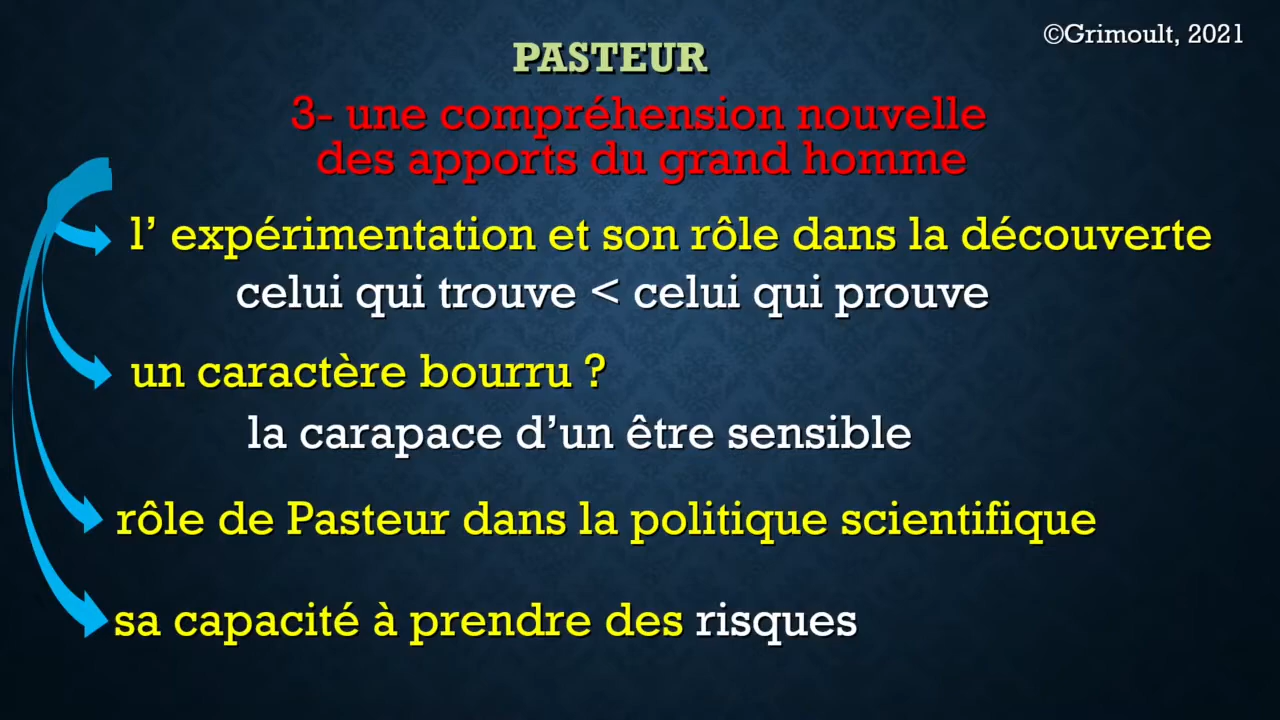 ©Grimoult, 2021
PASTEUR
3- une compréhension nouvelle
des apports du grand homme
l’ expérimentation et son rôle dans la découverte
celui qui trouve < celui qui prouve
un caractère bourru ?
la carapace d’un être sensible
rôle de Pasteur dans la politique scientifique
sa capacité à prendre des risques